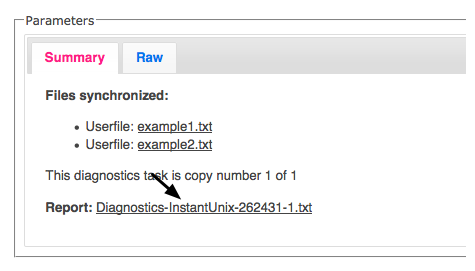 Parameters
Summary Raw
Files synchronized:
• Userfile: example1.txt
• Userfile: example2.txt
This diagnostics task is copy number 1 of 1
Report: Diagnostics-InstantUnix-262431-1.txt